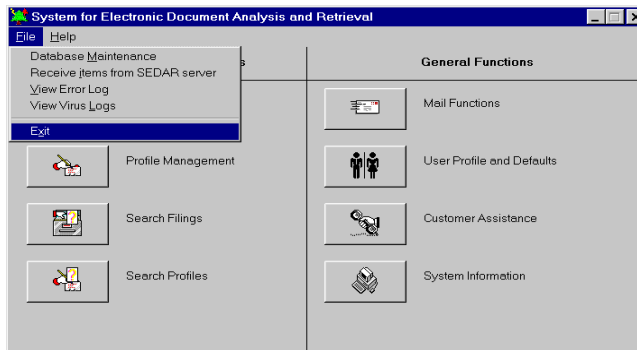 System for Electronic Document Analysis and Retrieval
File Help
Database Maintenance
Receive items from SEDAR server
View Error Log
View Virus Logs
Exit
General Functions
Mail Functions
Profile Management
User Profile and Defaults
Search Filings
Customer Assistance
Search Profiles
System Information